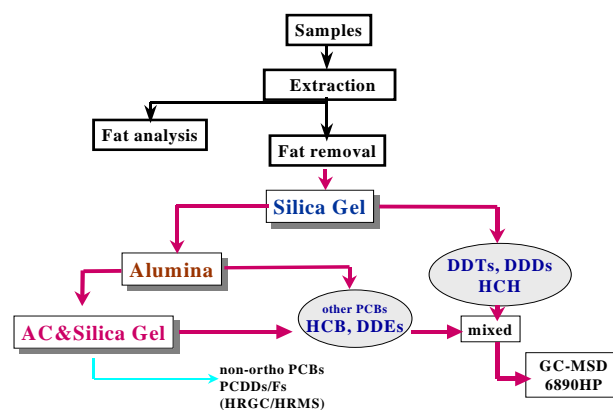 Samples
Extraction
Fat analysis
Fat removal
Silica Gel
Alumina
DDTs, DDDs
HCH
other PCBs
HCB, DDEs
AC&Silica Gel
mixed
non-ortho PCBs
PCDDs/Fs
(HRGC/HRMS)
GC-MSD
6890HP